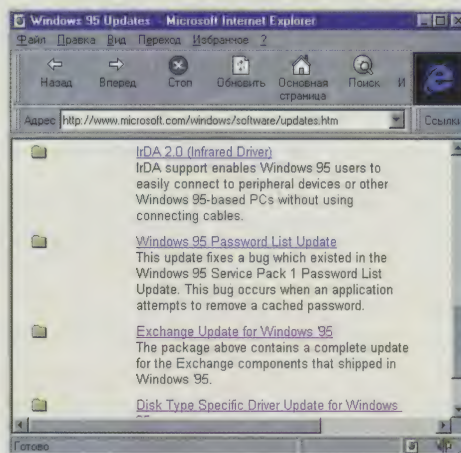 Windows 95 Updates - Microsoft Internet Explorer
Файл Правка Вид Переход Избранное ?
Назад Вперед Стоп Обновить Основная страница Поиск И
Адрес http://www.microsoft.com/windows/software/updates.htm Ссылки
IrDA 2.0 (Infrared Driver)
IrDA support enables Windows 95 users to
easily connect to peripheral devices or other
Windows 95-based PCs without using
connecting cables.
Windows 95 Password List Update
This update fixes a bug which existed in the
Windows 95 Service Pack 1 Password List
Update. This bug occurs when an application
attempts to remove a cached password.
Exchange Update for Windows '95
The package above contains a complete update
for the Exchange components that shipped in
Windows '95.
Disk Type Specific Driver Update for Windows
Готово